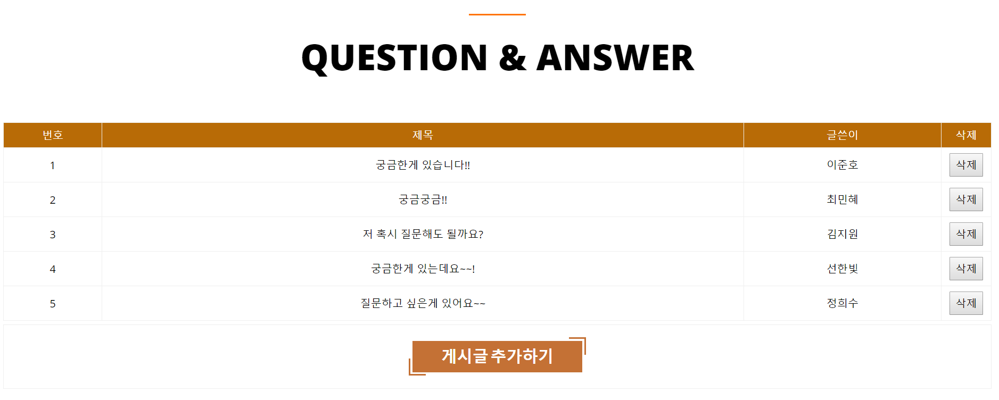 QUESTION & ANSWER
번호 제목 글쓴이 삭제
1 궁금한게 있습니다!! 이준호 삭제
2 궁금궁금!! 최민혜 삭제
3 저 혹시 질문해도 될까요? 김지원 삭제
4 궁금한게 있는데요~~! 선한빛 삭제
5 질문하고 싶은게 있어요~~ 정희수 삭제
게시글 추가하기